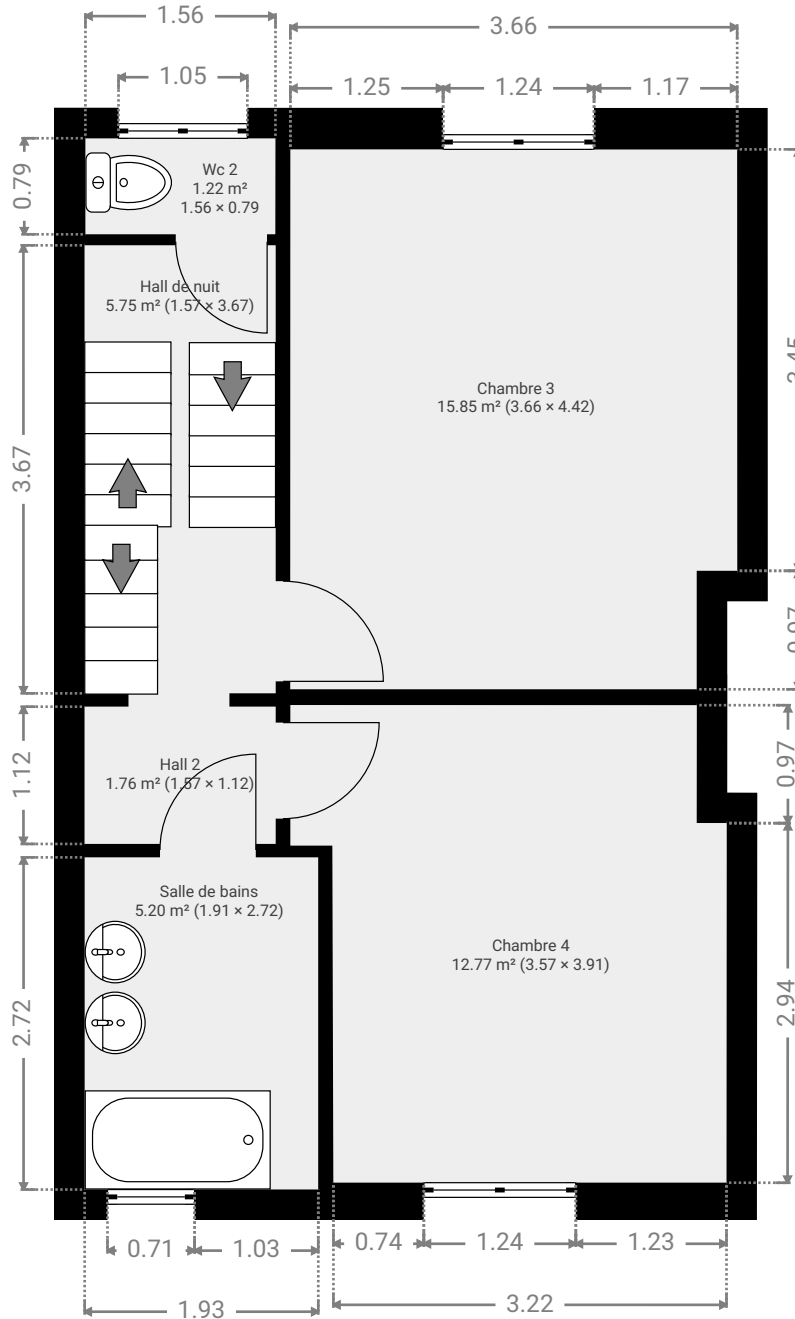 1.56
3.66
1.05
1.25
1.24
1.17
0.79
Wc 2
1.22 m²
1.56 × 0.79
Hall de nuit
5.75 m² (1.57 × 3.67)
Chambre 3
15.85 m² (3.66 × 4.42)
3.67
1.12
0.97
Hall 2
1.76 m² (1.57 × 1.12)
Salle de bains
5.20 m² (1.91 × 2.72)
Chambre 4
12.77 m² (3.57 × 3.91)
2.72
2.94
0.71
1.03
0.74
1.24
1.23
1.93
3.22